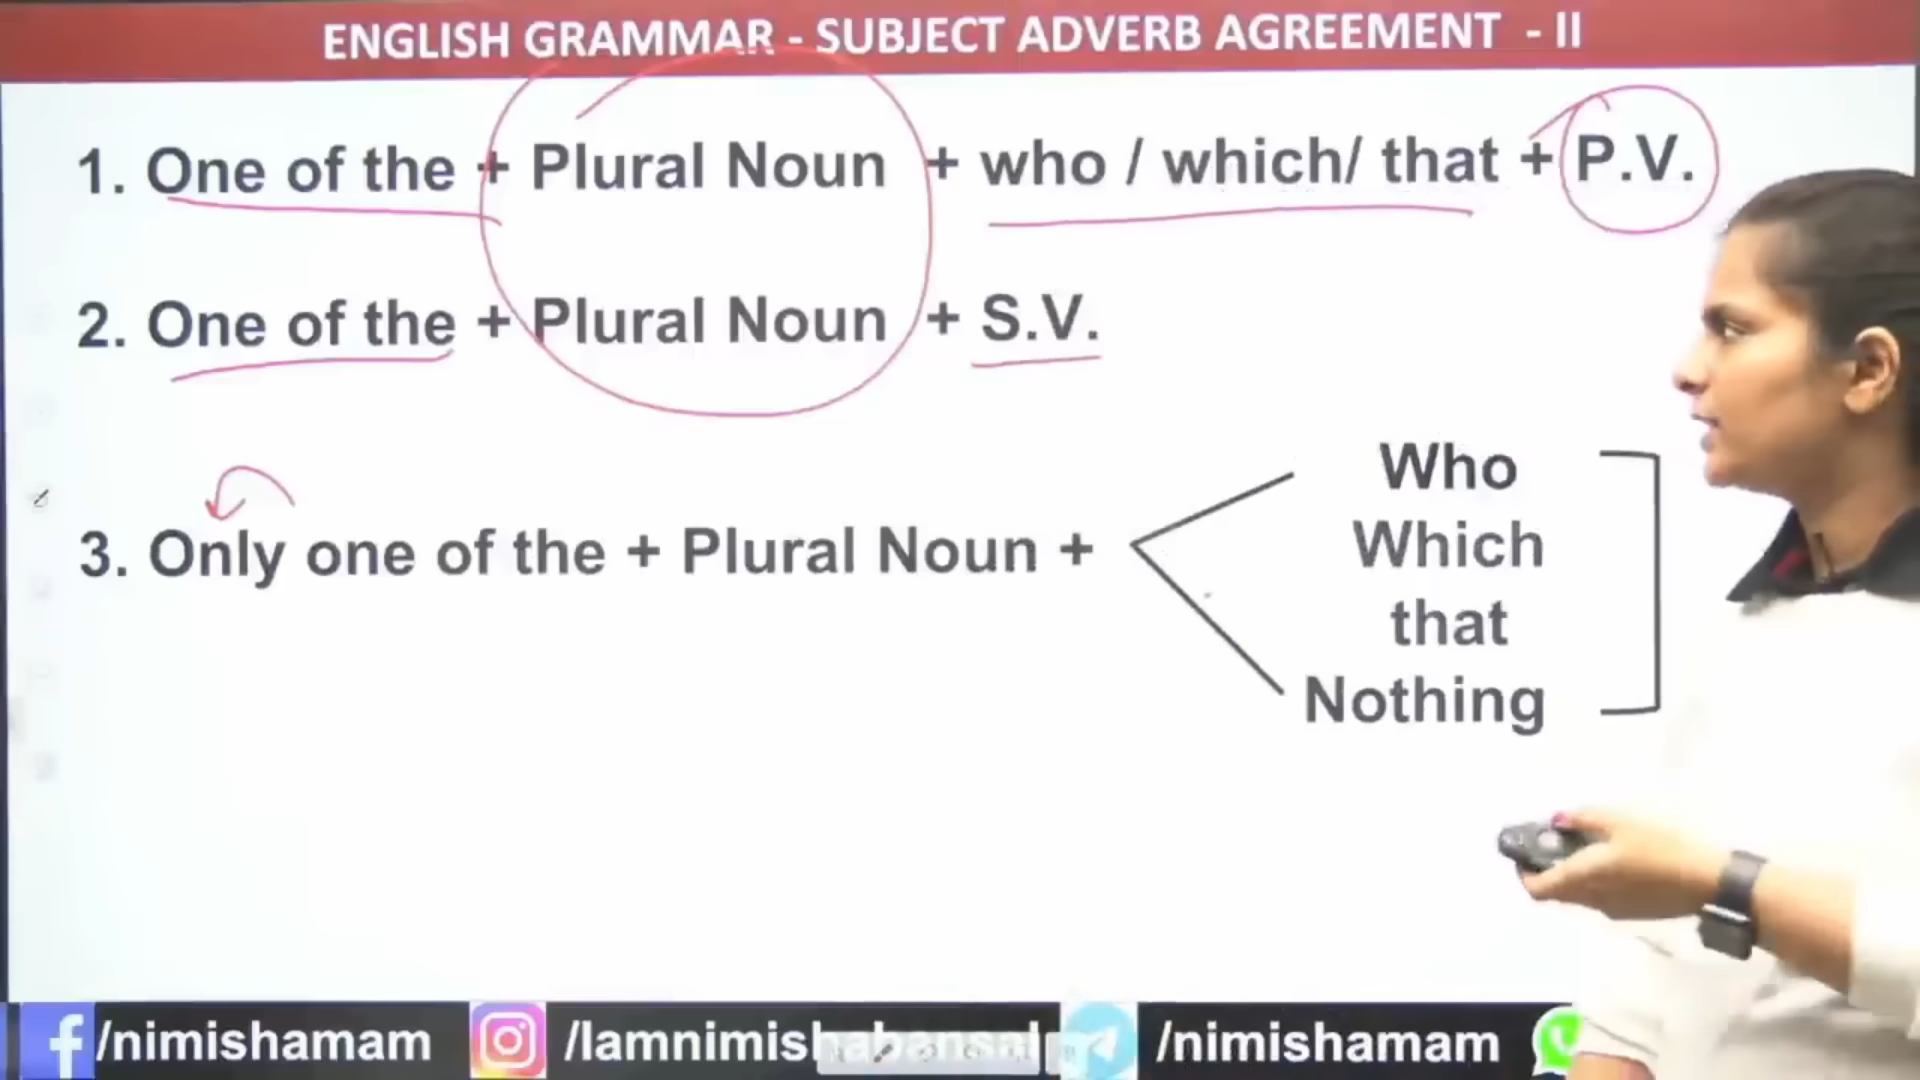 ENGLISH GRAMMAR - SUBJECT ADVERB AGREEMENT - II
1. One of the + Plural Noun + who / which/ that + P.V.
2. One of the + Plural Noun + S.V.
3. Only one of the + Plural Noun +
Who
Which
that
Nothing
/nimishamam /Iamnimishabansal /nimishamam